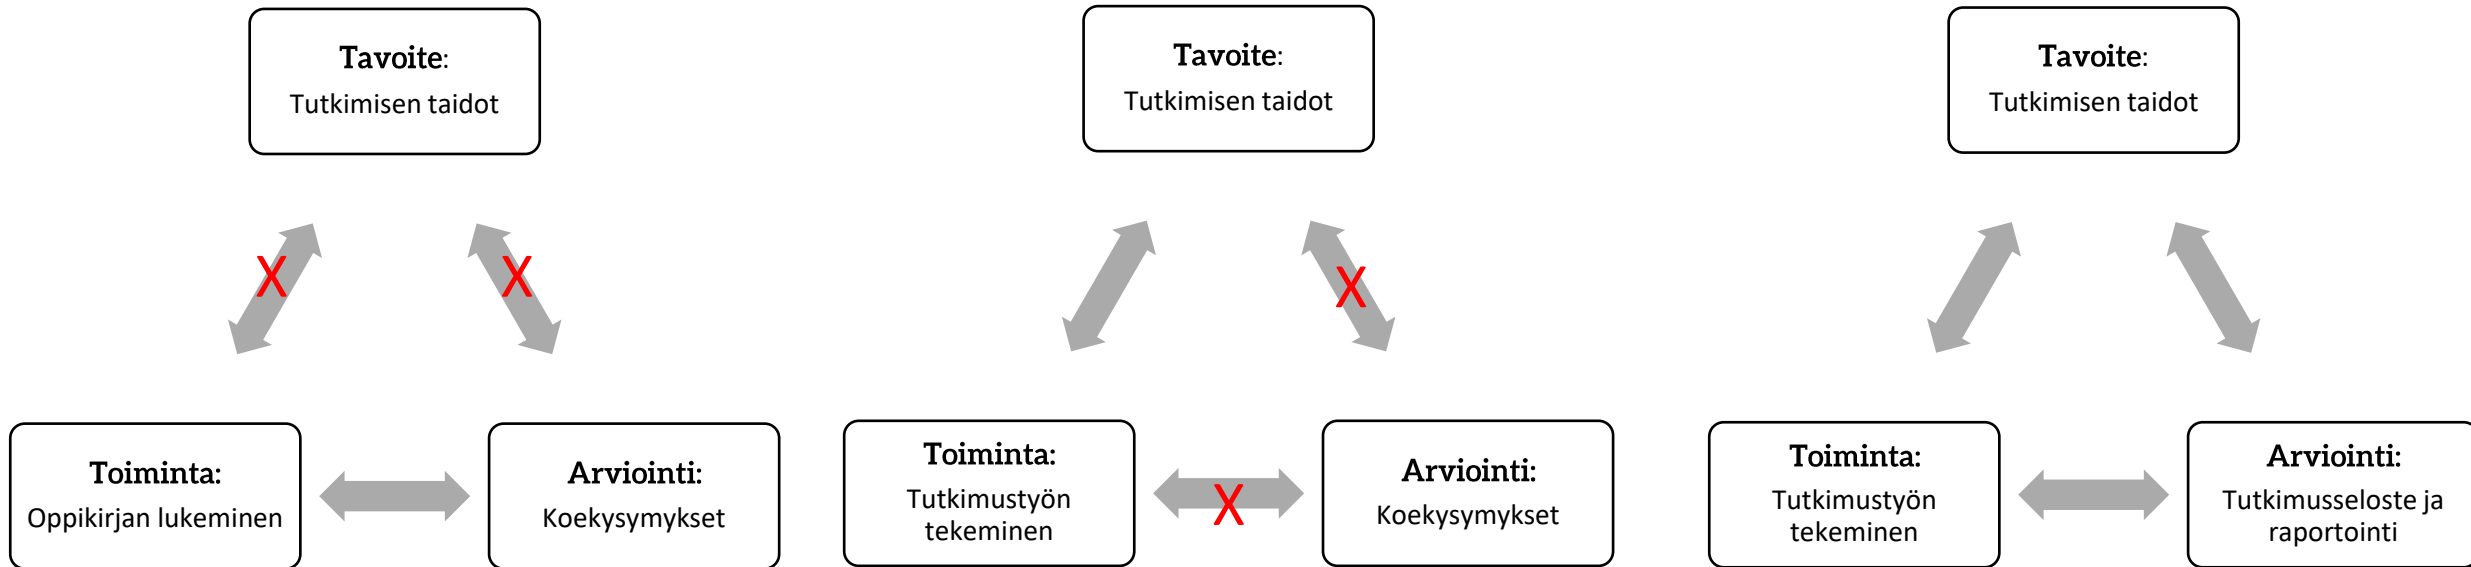 Tavoite:
Tutkimisen taidot
X
X
Toiminta:
Oppikirjan lukeminen
Arviointi:
Koekysymykset
Tavoite:
Tutkimisen taidot
X
Toiminta:
Tutkimustyön
tekeminen
X
Arviointi:
Koekysymykset
Tavoite:
Tutkimisen taidot
Toiminta:
Tutkimustyön
tekeminen
Arviointi:
Tutkimusseloste ja
raportointi